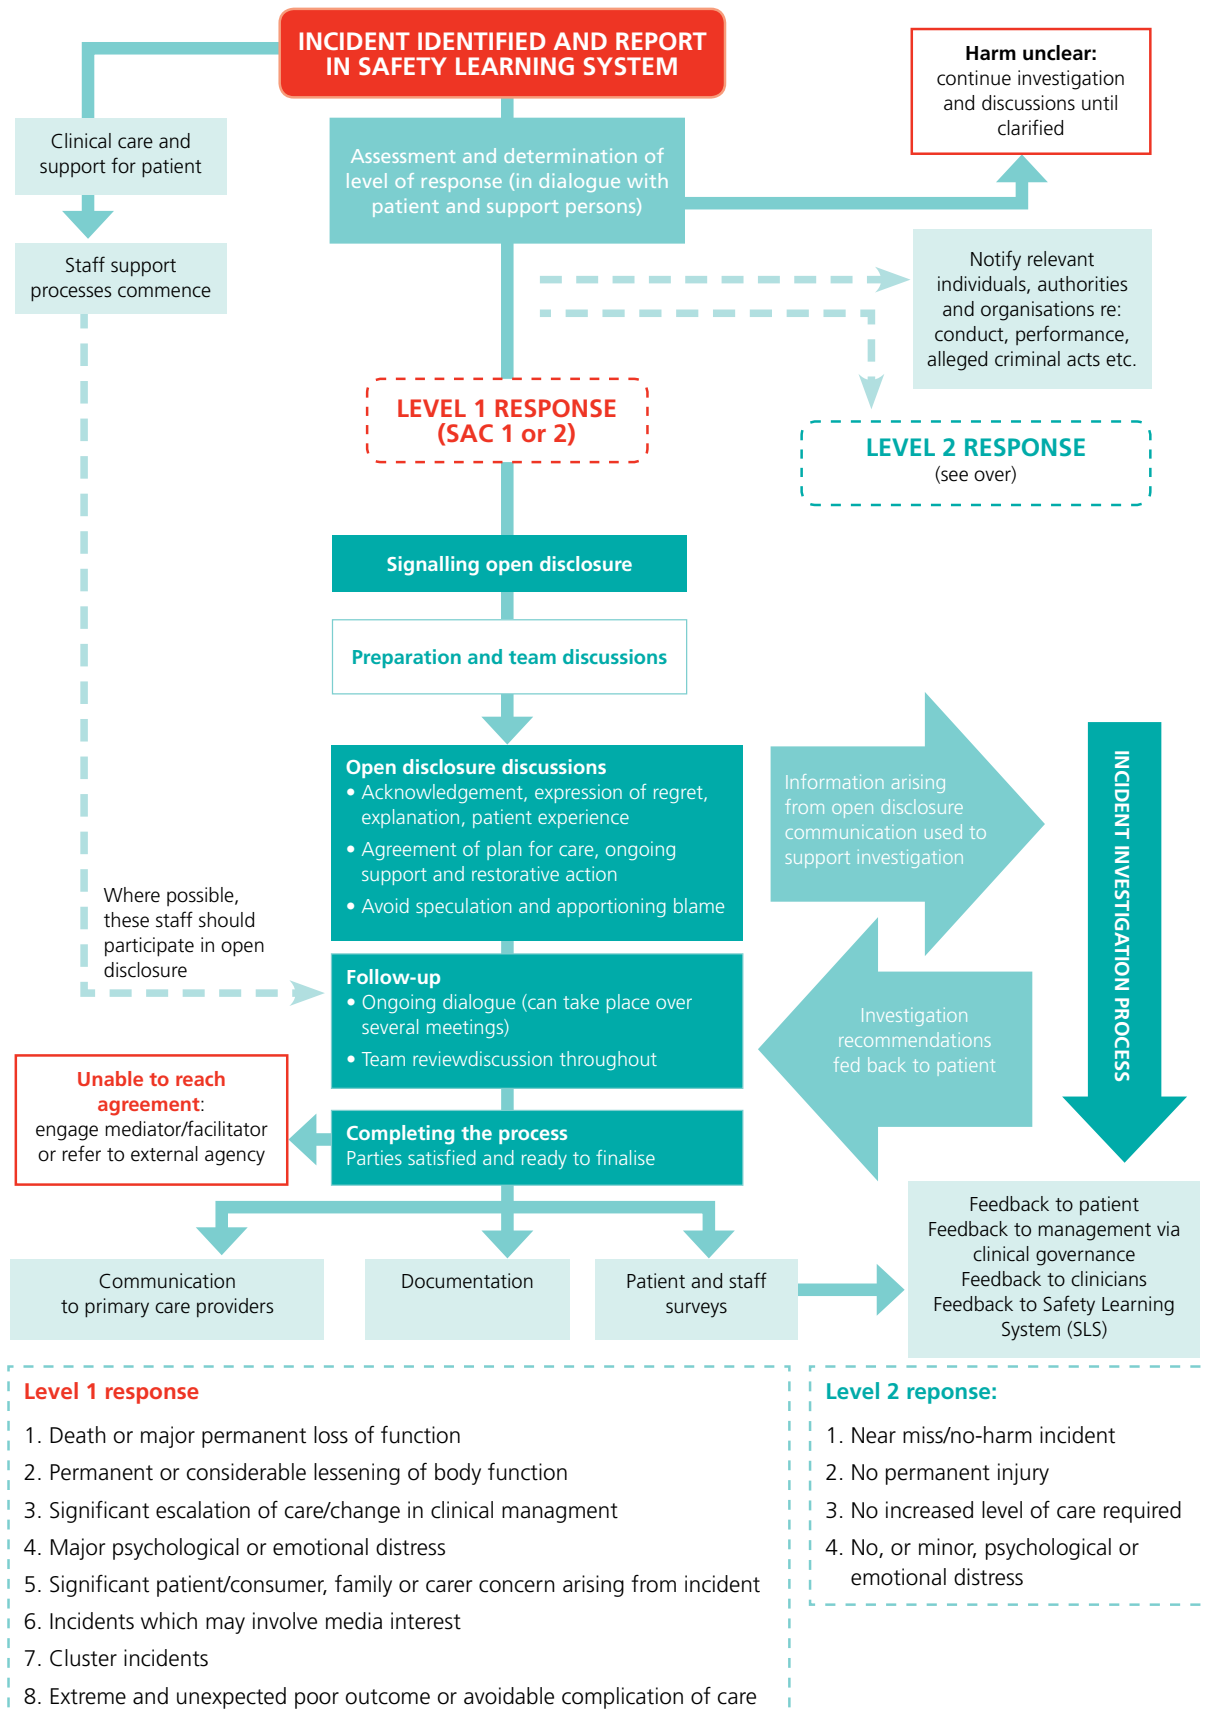 INCIDENT IDENTIFIED AND REPORT
IN SAFETY LEARNING SYSTEM
Harm unclear:
continue investigation
and discussions until
clarified
Clinical care and
support for patient
Assessment and determination of
level of response (in dialogue with
patient and support persons)
Staff support
processes commence
Notify relevant
individuals, authorities
and organisations re:
conduct, performance,
alleged criminal acts etc.
LEVEL 1 RESPONSE
(SAC 1 or 2)
LEVEL 2 RESPONSE
(see over)
Signalling open disclosure
Preparation and team discussions
Open disclosure discussions
• Acknowledgement, expression of regret,
explanation, patient experience
• Agreement of plan for care, ongoing
support and restorative action
• Avoid speculation and apportioning blame
Information arising
from open disclosure
communication used to
support investigation
INCIDENT INVESTIGATION PROCESS
Where possible,
these staff should
participate in open
disclosure
Follow-up
• Ongoing dialogue (can take place over
several meetings)
• Team reviewdiscussion throughout
Investigation
recommendations
fed back to patient
Unable to reach
agreement:
engage mediator/facilitator
or refer to external agency
Completing the process
Parties satisfied and ready to finalise
Communication
to primary care providers
Documentation
Patient and staff
surveys
Feedback to patient
Feedback to management via
clinical governance
Feedback to clinicians
Feedback to Safety Learning
System (SLS)
Level 1 response
1. Death or major permanent loss of function
2. Permanent or considerable lessening of body function
3. Significant escalation of care/change in clinical managment
4. Major psychological or emotional distress
5. Significant patient/consumer, family or carer concern arising from incident
6. Incidents which may involve media interest
7. Cluster incidents
8. Extreme and unexpected poor outcome or avoidable complication of care
Level 2 reponse:
1. Near miss/no-harm incident
2. No permanent injury
3. No increased level of care required
4. No, or minor, psychological or
emotional distress